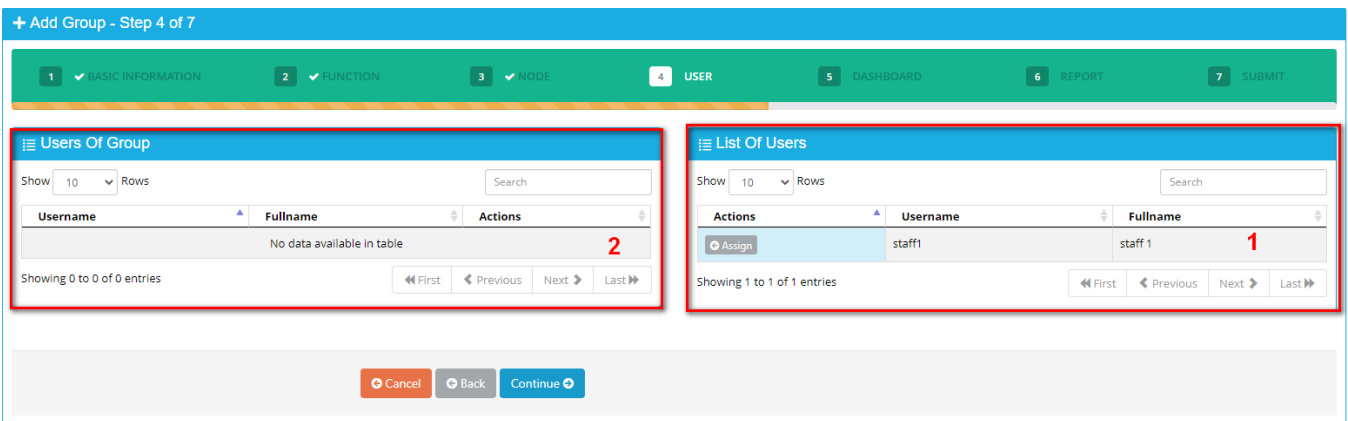 Add Group - Step 4 of 7
1 BASIC INFORMATION 2 FUNCTION 3 NODE 4 USER 5 DASHBOARD 6 REPORT 7 SUBMIT
Users Of Group
Show 10 Rows Search
Username Fullname Actions
No data available in table
2
Showing 0 to 0 of 0 entries
First Previous Next Last
List Of Users
Show 10 Rows Search
Actions Username Fullname
Assign staff1 staff 1
1
Showing 1 to 1 of 1 entries
First Previous Next Last
Cancel Back Continue